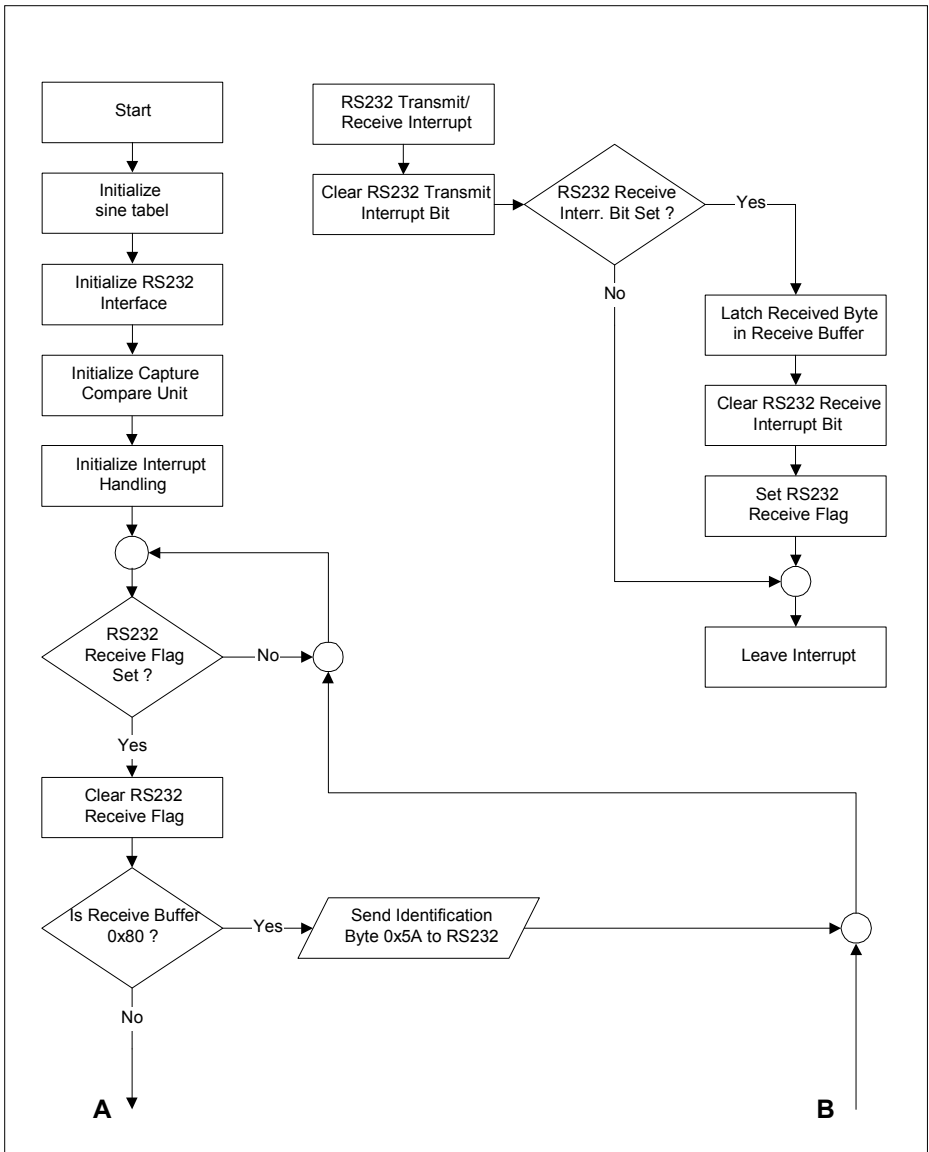 Start
Initialize
sine tabel
Initialize RS232
Interface
Initialize Capture
Compare Unit
Initialize Interrupt
Handling
RS232
Receive Flag
Set ?
No
Yes
Clear RS232
Receive Flag
Is Receive Buffer
0x80 ?
Yes
Send Identification
Byte 0x5A to RS232
No
A
B
RS232 Transmit/
Receive Interrupt
Clear RS232 Transmit
Interrupt Bit
RS232 Receive
Interr. Bit Set ?
Yes
No
Latch Received Byte
in Receive Buffer
Clear RS232 Receive
Interrupt Bit
Set RS232
Receive Flag
Leave Interrupt